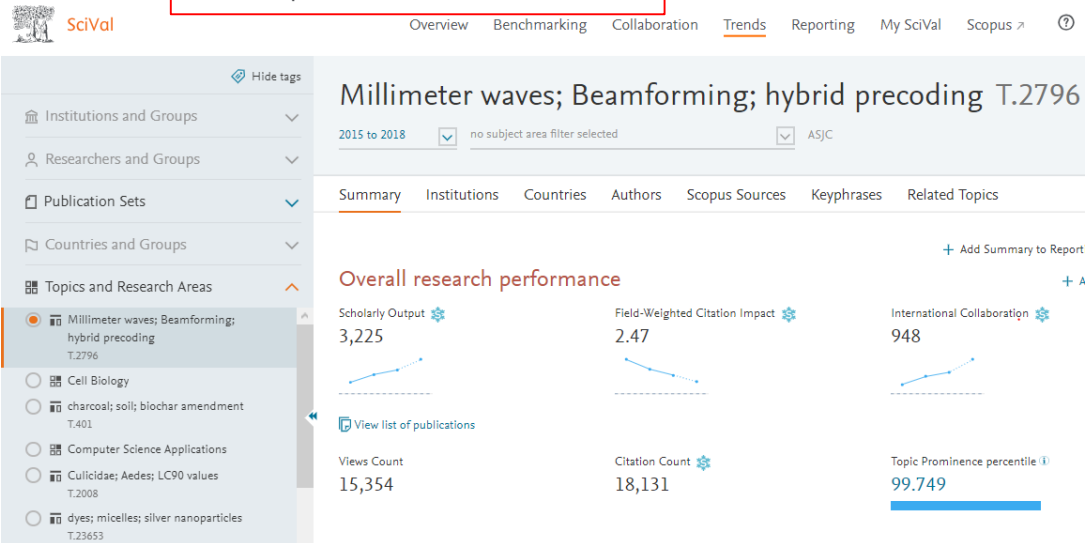 SciVal
Overview Benchmarking Collaboration Trends Reporting My SciVal Scopus ↗ ?
Hide tags
Institutions and Groups
Researchers and Groups
Publication Sets
Countries and Groups
Topics and Research Areas
Millimeter waves; Beamforming;
hybrid precoding
T.2796
Cell Biology
charcoal; soil; biochar amendment
T.401
Computer Science Applications
Culicidae; Aedes; LC90 values
T.2008
dyes; micelles; silver nanoparticles
T.23653
Millimeter waves; Beamforming; hybrid precoding T.2796
2015 to 2018 no subject area filter selected ASJC
Summary Institutions Countries Authors Scopus Sources Keyphrases Related Topics
+ Add Summary to Report
+ A
Overall research performance
Scholarly Output Field-Weighted Citation Impact International Collaboration
3,225 2.47 948
View list of publications
Views Count Citation Count Topic Prominence percentile
15,354 18,131 99.749